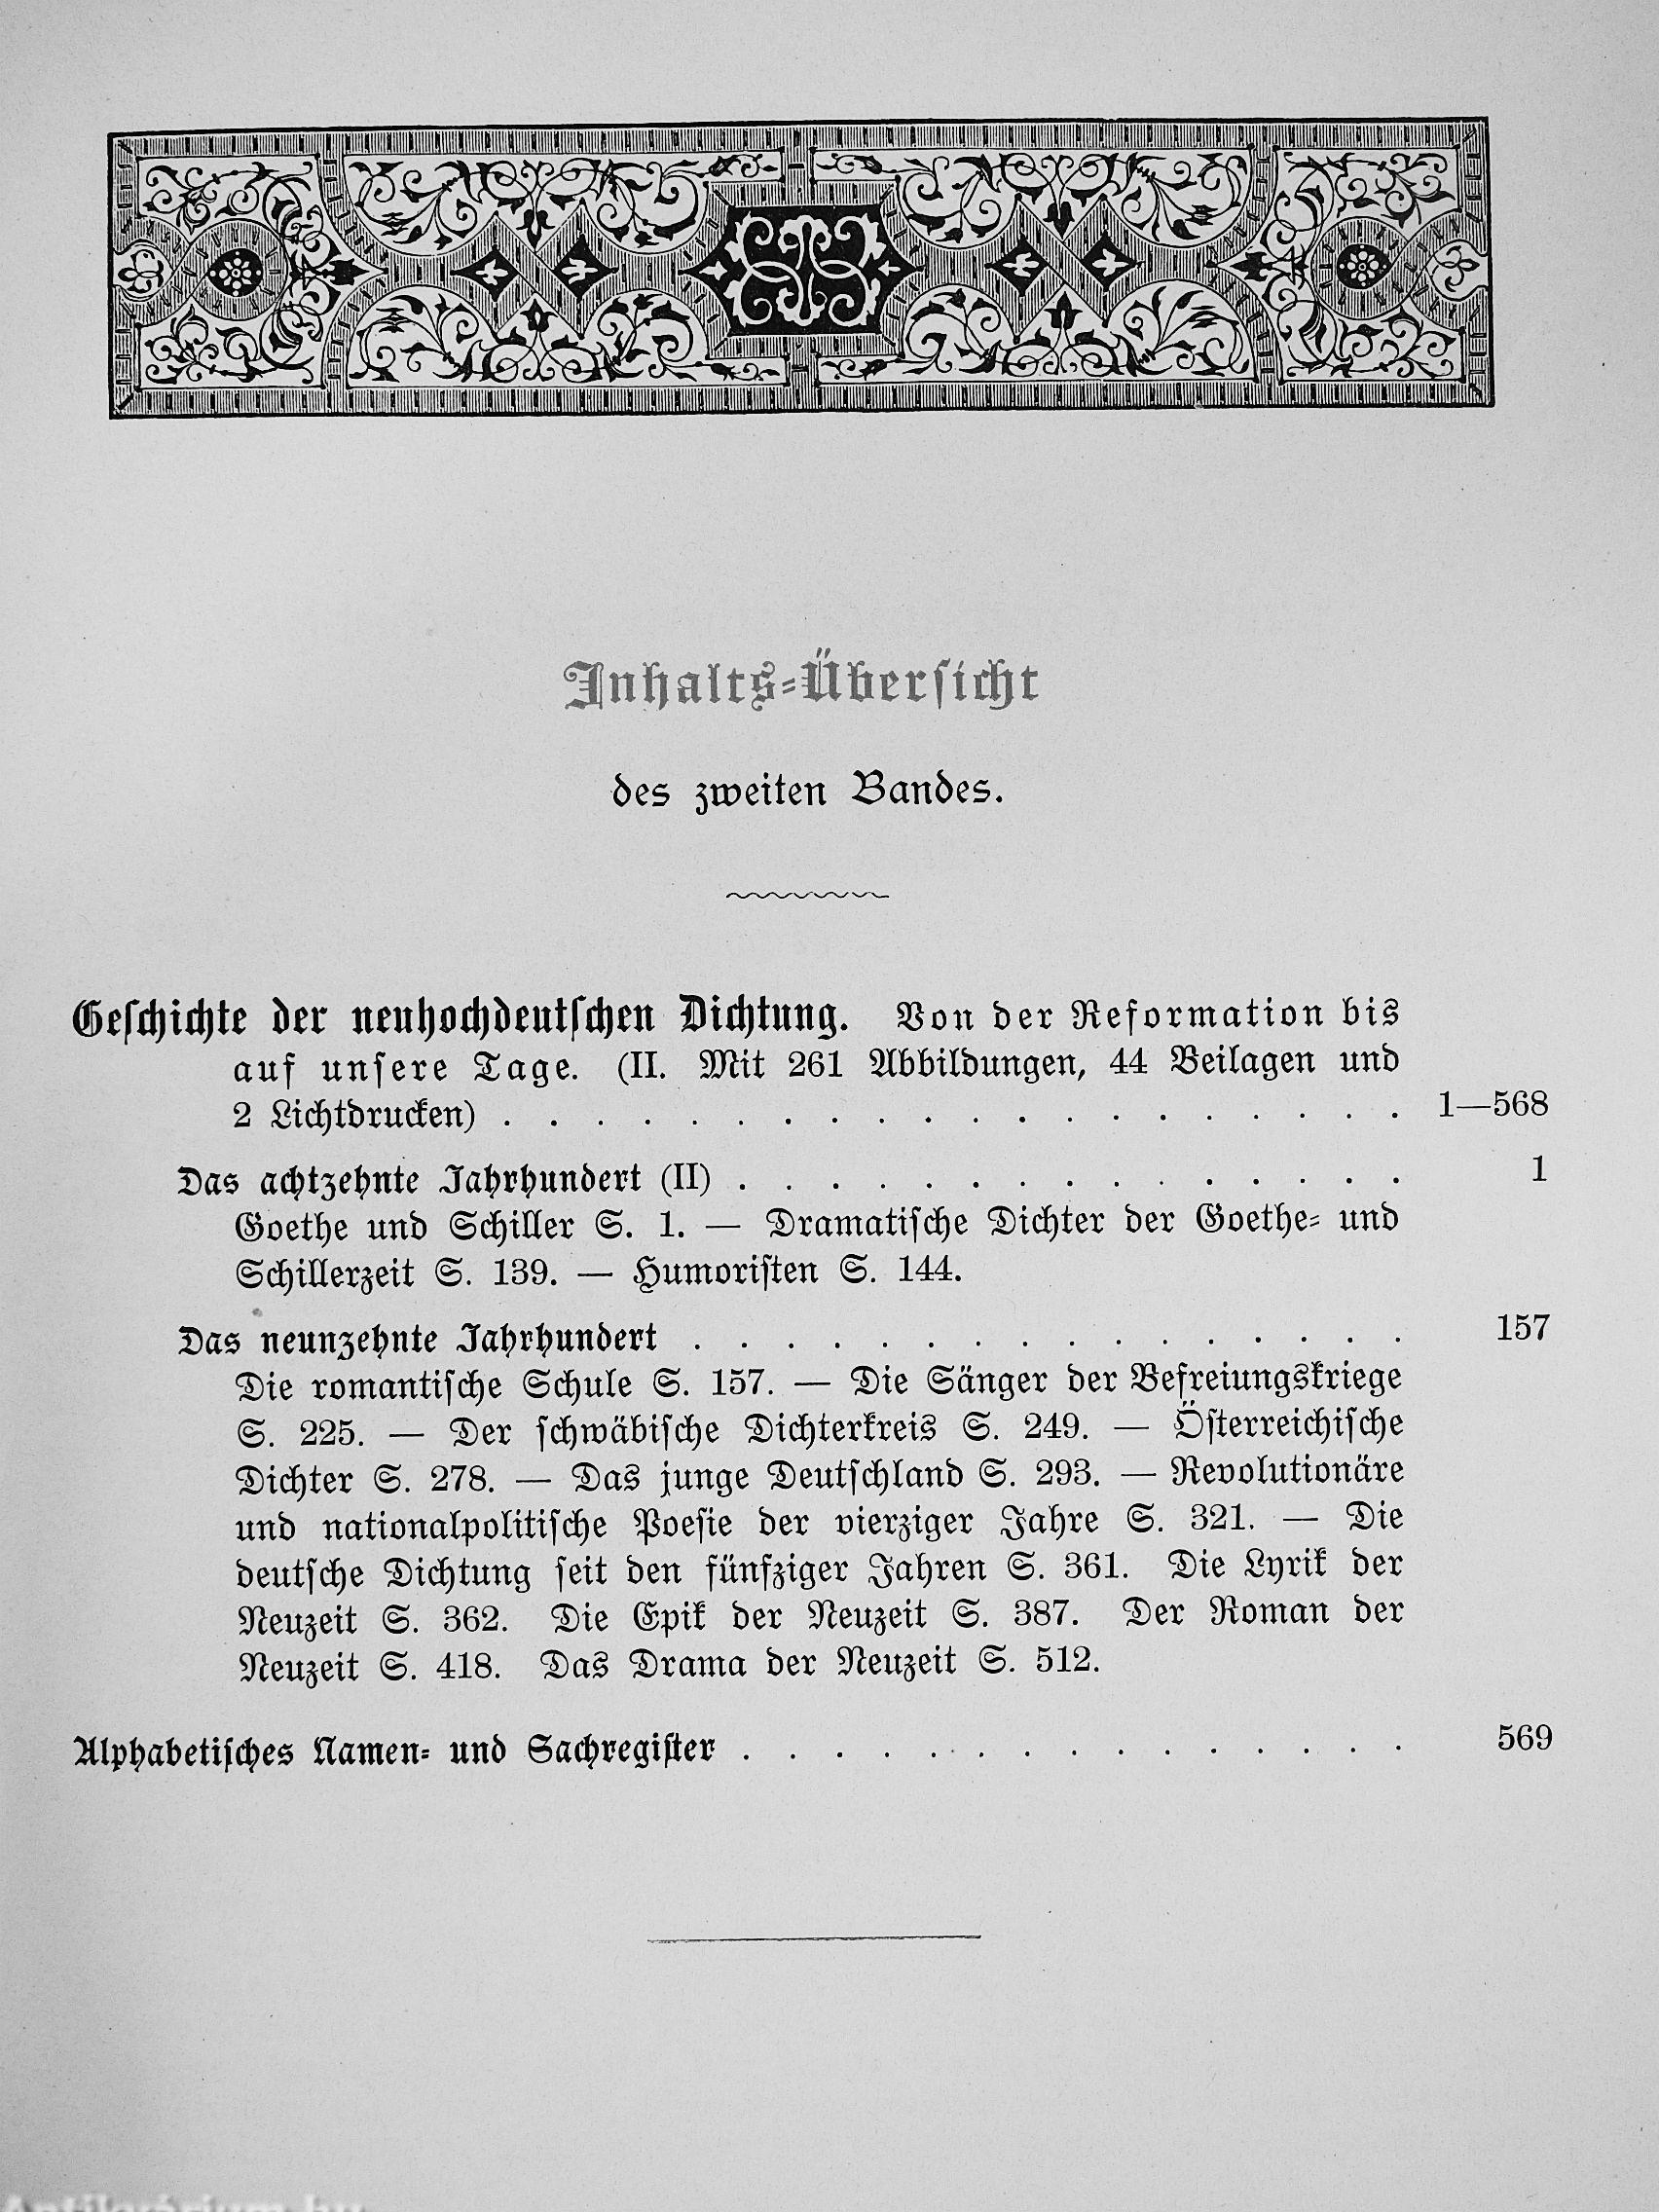 Inhalts-Übersicht
des zweiten Bandes.
Geschichte der neuhochdeutschen Dichtung. Von der Reformation bis
auf unsere Tage. (II. Mit 261 Abbildungen, 44 Beilagen und
2 Lichtdrucken) . . . . . . . . . . . . . . . . . . . . 1—568
Das achtzehnte Jahrhundert (II) . . . . . . . . . . . . . . . 1
Goethe und Schiller S. 1. — Dramatische Dichter der Goethe- und
Schillerzeit S. 139. — Humoristen S. 144.
Das neunzehnte Jahrhundert . . . . . . . . . . . . . . . . 157
Die romantische Schule S. 157. — Die Sänger der Befreiungskriege
S. 225. — Der schwäbische Dichterkreis S. 249. — Österreichische
Dichter S. 278. — Das junge Deutschland S. 293. — Revolutionäre
und nationalpolitische Poesie der vierziger Jahre S. 321. — Die
deutsche Dichtung seit den fünfziger Jahren S. 361. Die Lyrik der
Neuzeit S. 362. Die Epik der Neuzeit S. 387. Der Roman der
Neuzeit S. 418. Das Drama der Neuzeit S. 512.
Alphabetisches Namen- und Sachregister . . . . . . . . . . . . . . . 569